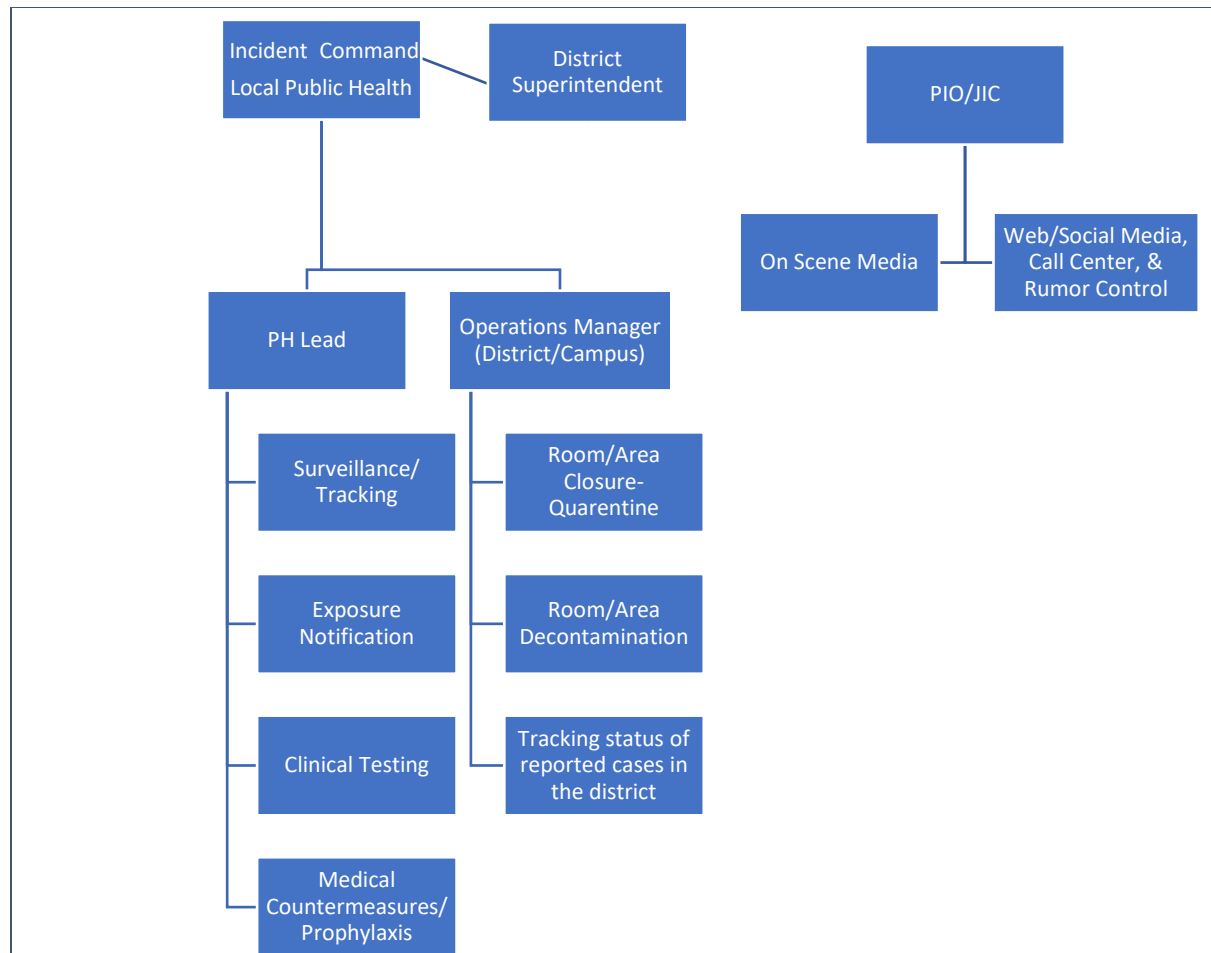 Incident Command
Local Public Health
District
Superintendent
PIO/JIC
On Scene Media
Web/Social Media,
Call Center, &
Rumor Control
PH Lead
Operations Manager
(District/Campus)
Surveillance/
Tracking
Room/Area
Closure-
Quarentine
Exposure
Notification
Room/Area
Decontamination
Clinical Testing
Tracking status of
reported cases in
the district
Medical
Countermeasures/
Prophylaxis